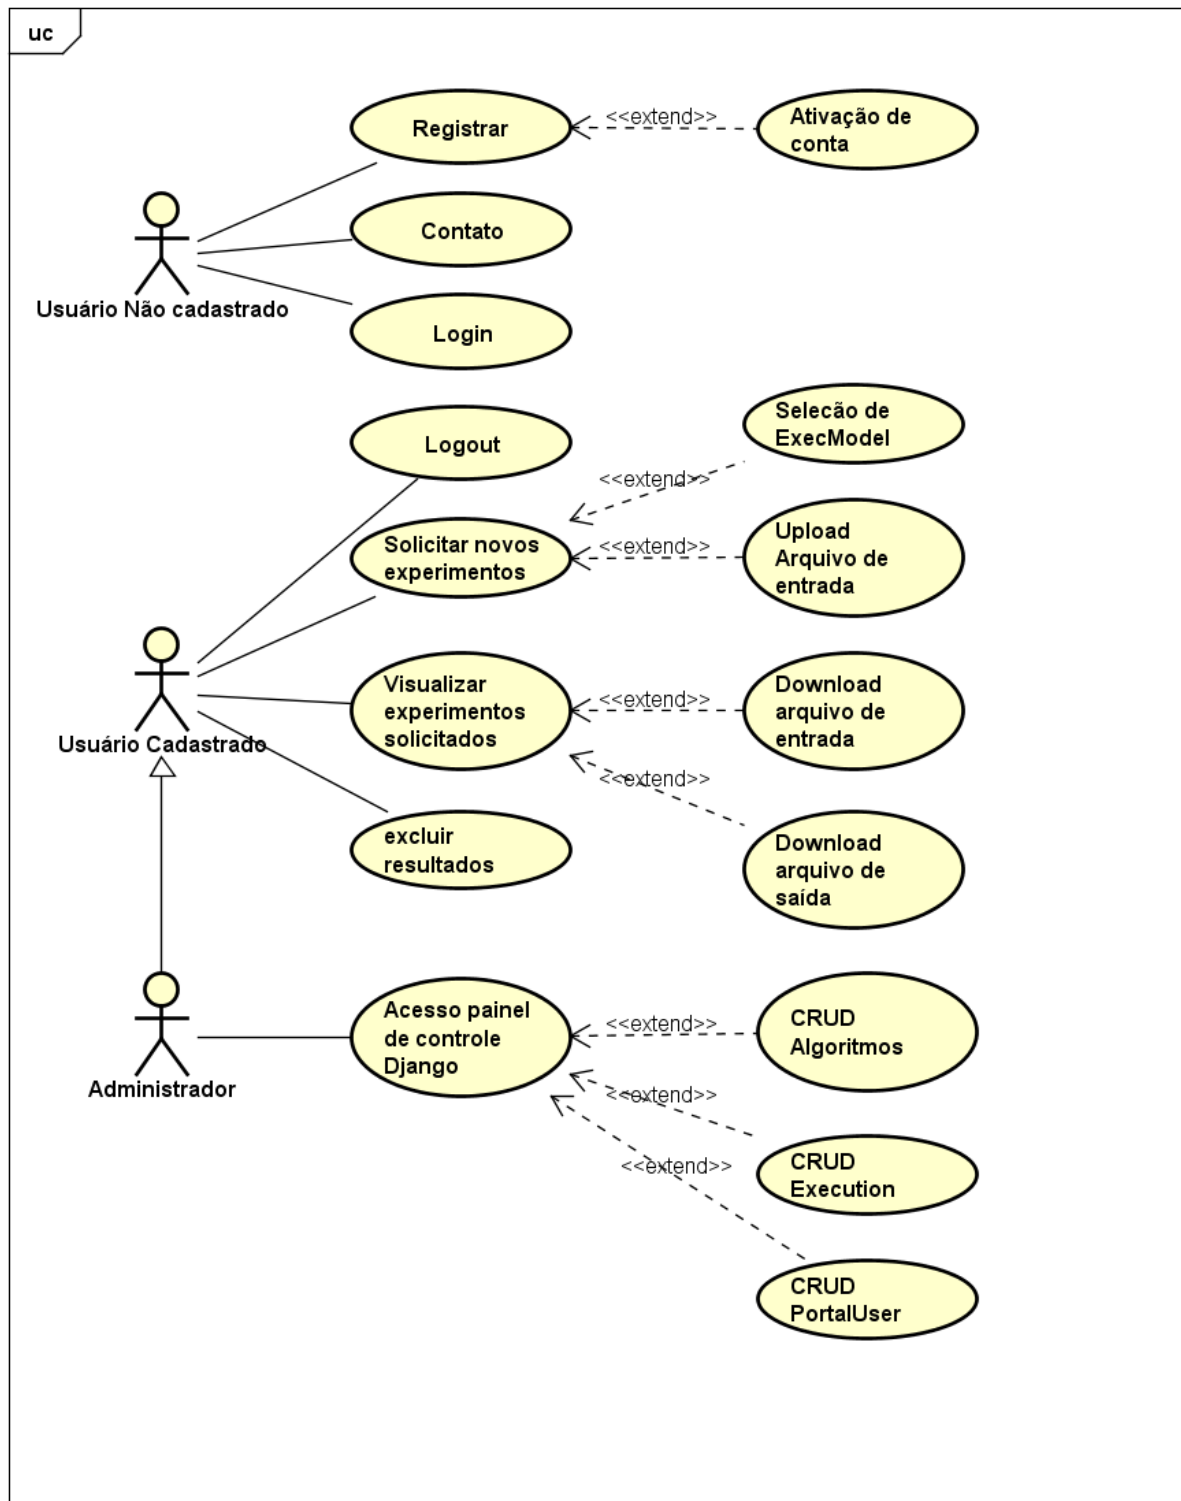 uc
Registrar
<<extend>>
Ativação de
conta
Contato
Usuário Não cadastrado
Login
Logout
Selecão de
ExecModel
<<extend>>
Solicitar novos
experimentos
<<extend>>
Upload
Arquivo de
entrada
Usuário Cadastrado
Visualizar
experimentos
solicitados
<<extend>>
Download
arquivo de
entrada
<<extend>>
excluir
resultados
Download
arquivo de
saída
Administrador
Acesso painel
de controle
Django
<<extend>>
CRUD
Algoritmos
<<extend>>
CRUD
Execution
<<extend>>
CRUD
PortalUser